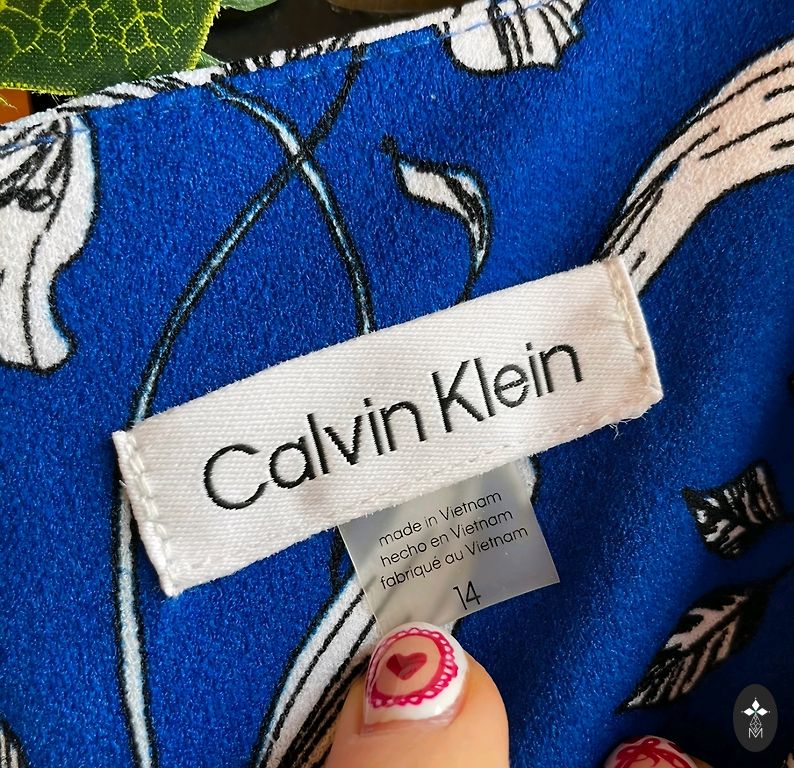 Calvin Klein
made in Vietnam
hecho en Vietnam
fabriqué au Vietnam
14
M